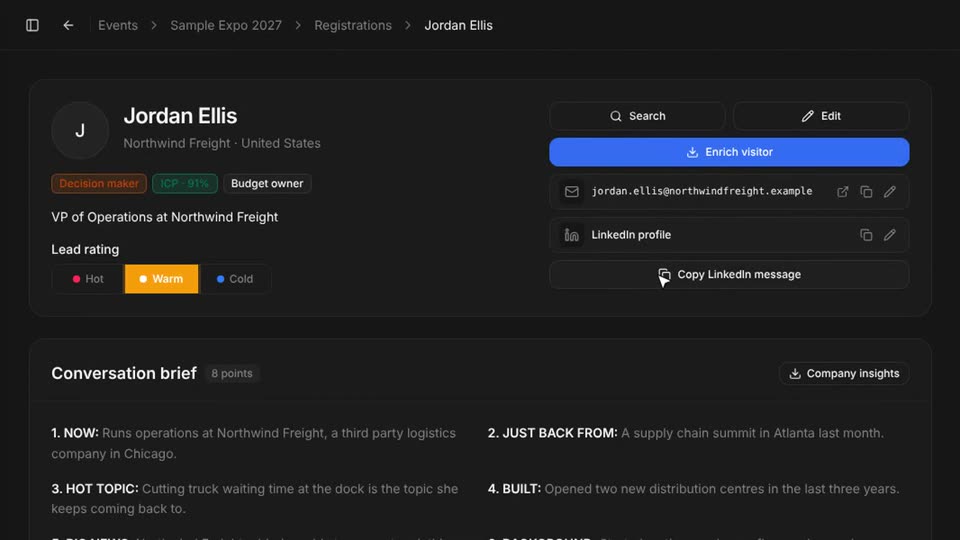 Events > Sample Expo 2027 > Registrations > Jordan Ellis
J
Jordan Ellis
Northwind Freight · United States
Decision maker
ICP · 91%
Budget owner
VP of Operations at Northwind Freight
Lead rating
Hot
Warm
Cold
Search
Edit
Enrich visitor
jordan.ellis@northwindfreight.example
LinkedIn profile
Copy LinkedIn message
Conversation brief
8 points
Company insights
1. NOW: Runs operations at Northwind Freight, a third party logistics
company in Chicago.
2. JUST BACK FROM: A supply chain summit in Atlanta last month.
3. HOT TOPIC: Cutting truck waiting time at the dock is the topic she
keeps coming back to.
4. BUILT: Opened two new distribution centres in the last three years.